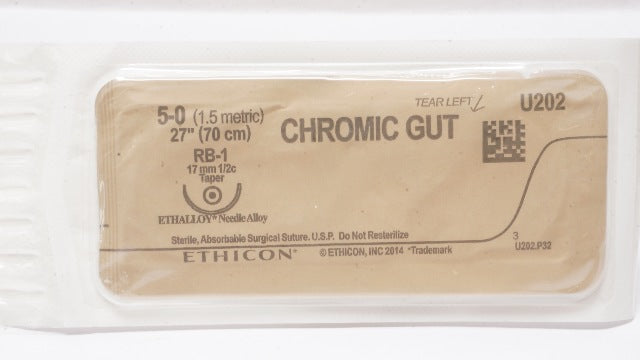 5-0 (1.5 metric)
27" (70 cm)
RB-1
17 mm 1/2c
Taper
ETHALLOY* Needle Alloy
TEAR LEFT
U202
CHROMIC GUT
Sterile, Absorbable Surgical Suture. U.S.P. Do Not Resterilize
ETHICON* © ETHICON, INC 2014 *Trademark
3
U202.P32